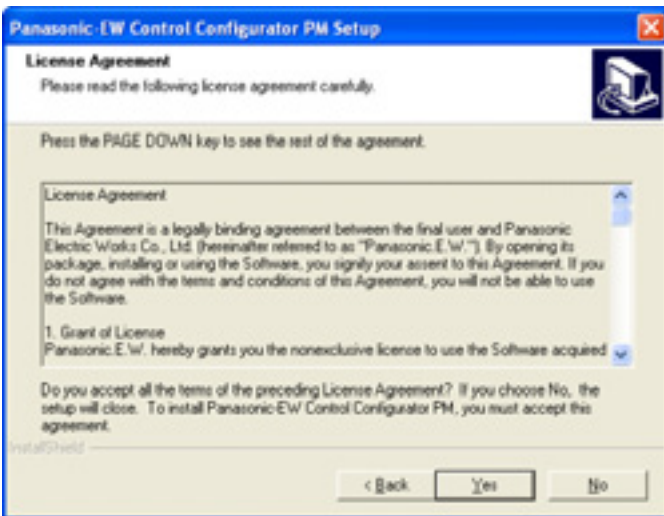 Panasonic-EW Control Configurator PM Setup
License Agreement
Please read the following license agreement carefully.
Press the PAGE DOWN key to see the rest of the agreement.
License Agreement
This Agreement is a legally binding agreement between the final user and Panasonic
Electric Works Co., Ltd. (hereinafter referred to as "Panasonic.E.W."). By opening its
package, installing or using the Software, you signify your assent to this Agreement. If you
do not agree with the terms and conditions of this Agreement, you will not be able to use
the Software.
1. Grant of License
Panasonic.E.W. hereby grants you the nonexclusive license to use the Software acquired
Do you accept all the terms of the preceding License Agreement? If you choose No, the
setup will close. To install Panasonic-EW Control Configurator PM, you must accept this
agreement.
InstallShield
< Back
Yes
No